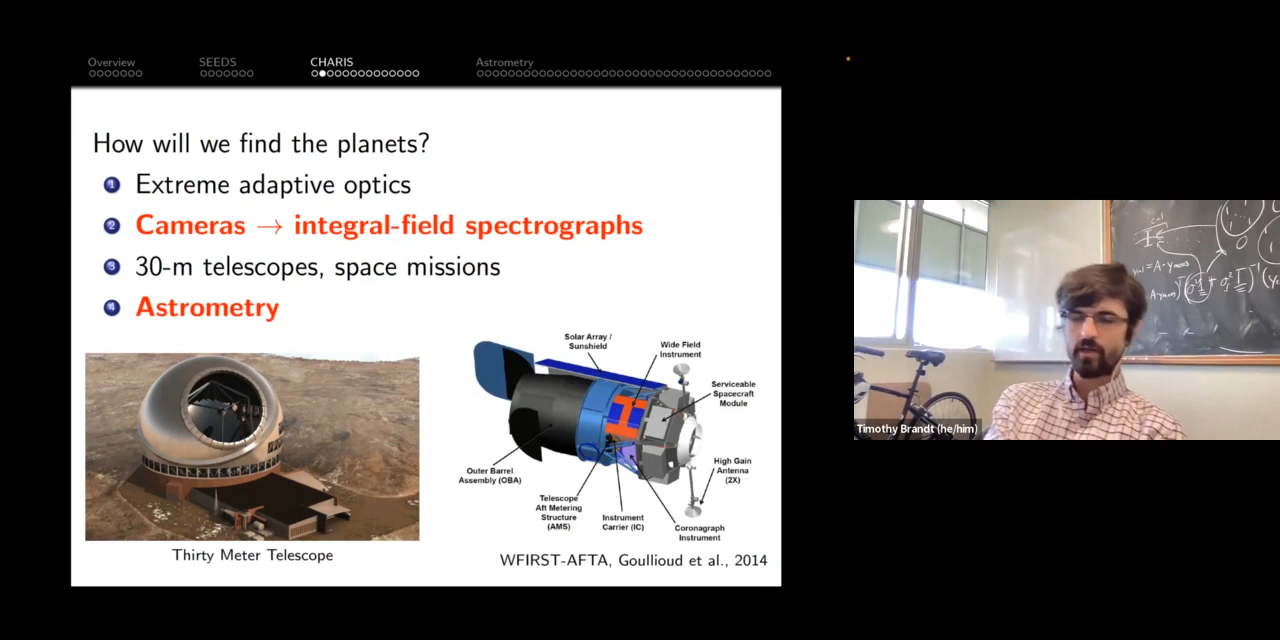 Overview
SEEDS
CHARIS
Astrometry
How will we find the planets?
1 Extreme adaptive optics
2 Cameras → integral-field spectrographs
3 30-m telescopes, space missions
4 Astrometry
Solar Array /
Sunshield
Wide Field
Instrument
Serviceable
Spacecraft
Module
Outer Barrel
Assembly (OBA)
Telescope
Aft Metering
Structure
(AMS)
Instrument
Carrier (IC)
High Gain
Antenna
(2X)
Coronagraph
Instrument
Thirty Meter Telescope
WFIRST-AFTA, Goullioud et al., 2014
Timothy Brandt (he/him)